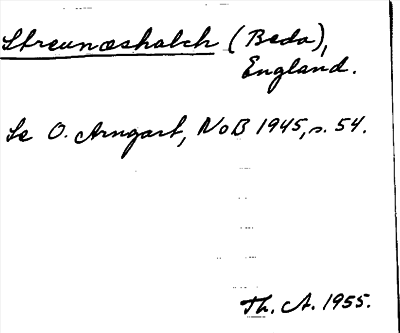 Streunæshalch (Beda),
England.
Se O. Arngart, NoB 1945, s. 54.
Th. A. 1955.